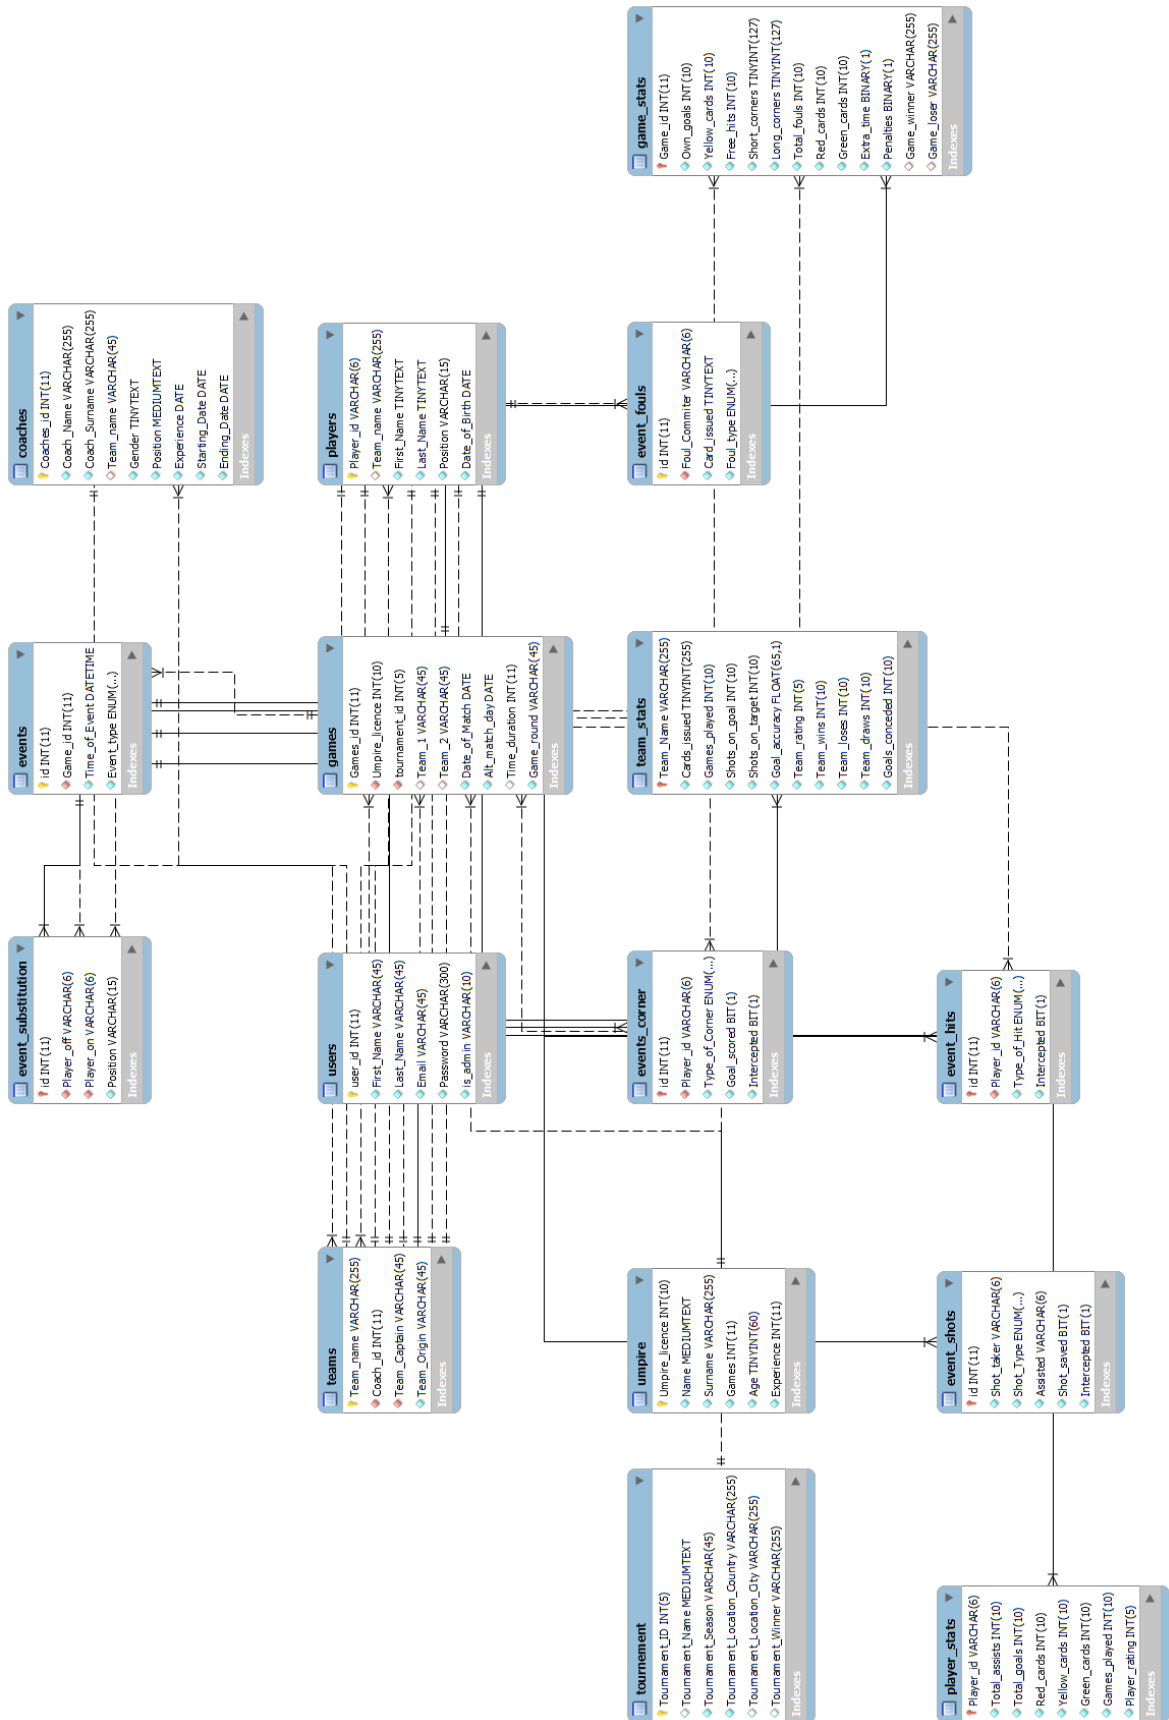 tournement
Tournament_ID INT(5)
Tournament_Name MEDIUMTEXT
Tournament_Season VARCHAR(45)
Tournament_Location_Country VARCHAR(255)
Tournament_Location_City VARCHAR(255)
Tournament_Winner VARCHAR(255)
Indexes
player_stats
Player_id VARCHAR(6)
Total_assists INT(10)
Total_goals INT(10)
Red_cards INT(10)
Yellow_cards INT(10)
Green_cards INT(10)
Games_played INT(10)
Player_rating INT(5)
Indexes
teams
Team_name VARCHAR(255)
Coach_id INT(11)
Team_Captain VARCHAR(45)
Team_Origin VARCHAR(45)
Indexes
umpire
Umpire_licence INT(10)
Name MEDIUMTEXT
Surname VARCHAR(255)
Games INT(11)
Age TINYINT(60)
Experience INT(11)
Indexes
event_shots
id INT(11)
Shot_taker VARCHAR(6)
Shot_Type ENUM(...)
Assisted VARCHAR(6)
Shot_saved BIT(1)
Intercepted BIT(1)
Indexes
event_substitution
id INT(11)
Player_off VARCHAR(6)
Player_on VARCHAR(6)
Position VARCHAR(15)
Indexes
users
user_id INT(11)
First_Name VARCHAR(45)
Last_Name VARCHAR(45)
Email VARCHAR(45)
Password VARCHAR(300)
is_admin VARCHAR(10)
Indexes
events_corner
id INT(11)
Player_id VARCHAR(6)
Type_of_Corner ENUM(...)
Goal_scored BIT(1)
Intercepted BIT(1)
Indexes
event_hits
id INT(11)
Player_id VARCHAR(6)
Type_of_Hit ENUM(...)
Intercepted BIT(1)
Indexes
events
id INT(11)
Game_id INT(11)
Time_of_Event DATETIME
Event_type ENUM(...)
Indexes
games
Games_id INT(11)
Umpire_licence INT(10)
tournament_id INT(5)
Team_1 VARCHAR(45)
Team_2 VARCHAR(45)
Date_of_Match DATE
Alt_match_day DATE
Time_duration INT(11)
Game_round VARCHAR(45)
Indexes
team_stats
Team_Name VARCHAR(255)
Cards_issued TINYINT(255)
Games_played INT(10)
Shots_on_goal INT(10)
Shots_on_target INT(10)
Goal_accuracy FLOAT(65,1)
Team_rating INT(5)
Team_wins INT(10)
Team_loses INT(10)
Team_draws INT(10)
Goals_conceded INT(10)
Indexes
coaches
Coaches_id INT(11)
Coach_Name VARCHAR(255)
Coach_Surname VARCHAR(255)
Team_name VARCHAR(45)
Gender TINYTEXT
Position MEDIUMTEXT
Experience DATE
Starting_Date DATE
Ending_Date DATE
Indexes
players
Player_id VARCHAR(6)
Team_name VARCHAR(255)
First_Name TINYTEXT
Last_Name TINYTEXT
Position VARCHAR(15)
Date_of_Birth DATE
Indexes
event_fouls
id INT(11)
Foul_Commiter VARCHAR(6)
Card_issued TINYTEXT
Foul_type ENUM(...)
Indexes
game_stats
Game_id INT(11)
Own_goals INT(10)
Yellow_cards INT(10)
Free_hits INT(10)
Short_corners TINYINT(127)
Long_corners TINYINT(127)
Total_fouls INT(10)
Red_cards INT(10)
Green_cards INT(10)
Extra_time BINARY(1)
Penalties BINARY(1)
Game_winner VARCHAR(255)
Game_loser VARCHAR(255)
Indexes